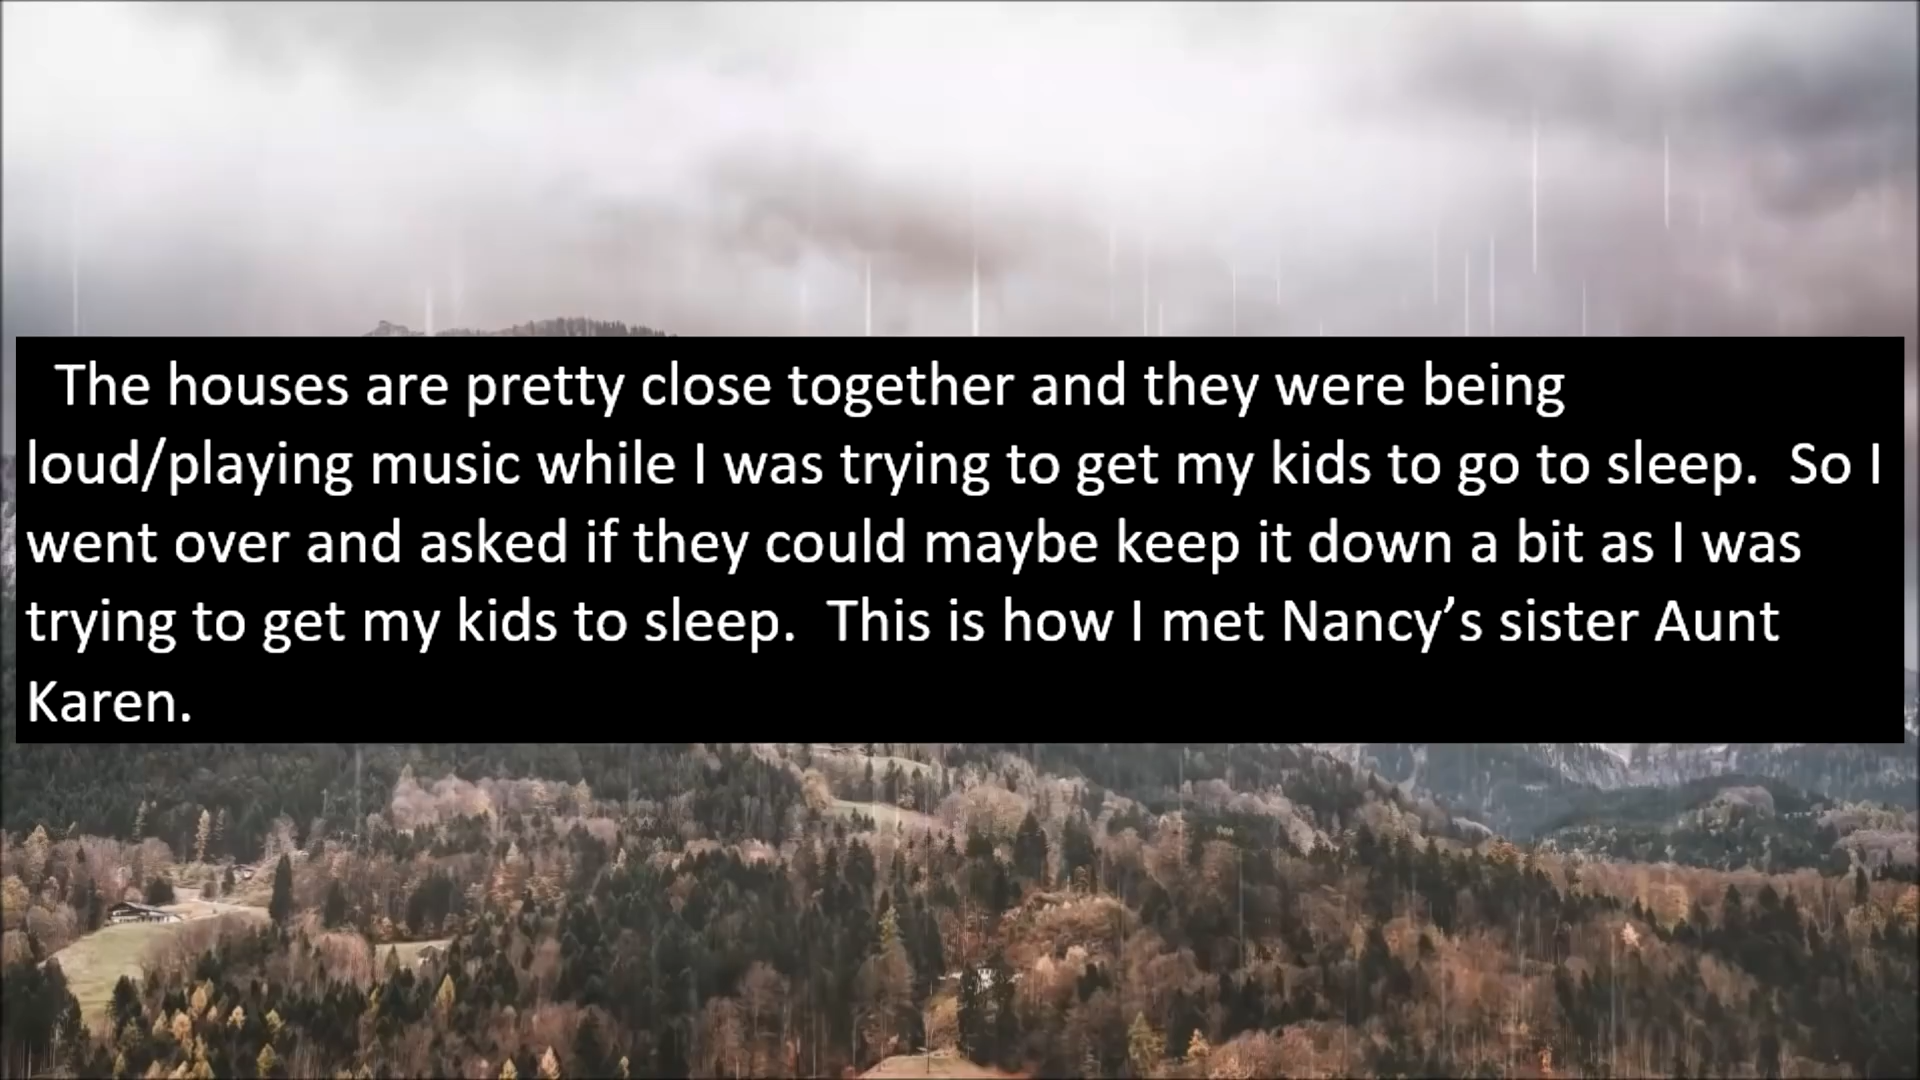 The houses are pretty close together and they were being
loud/playing music while I was trying to get my kids to go to sleep.  So I
went over and asked if they could maybe keep it down a bit as I was
trying to get my kids to sleep.  This is how I met Nancy’s sister Aunt
Karen.